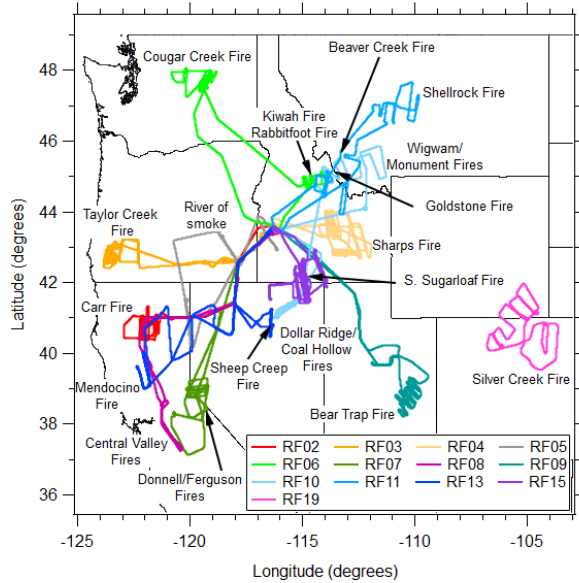 Cougar Creek Fire
Beaver Creek Fire
Shellrock Fire
Kiwah Fire
Rabbitfoot Fire
Wigwam/
Monument Fires
Goldstone Fire
Taylor Creek
Fire
River of
smoke
Sharps Fire
S. Sugarloaf Fire
Carr Fire
Dollar Ridge/
Coal Hollow
Fires
Sheep Creep
Fire
Mendocino
Fire
Silver Creek Fire
Bear Trap Fire
Central Valley
Fires
Donnell/Ferguson
Fires
RF02 RF03 RF04 RF05
RF06 RF07 RF08 RF09
RF10 RF11 RF13 RF15
RF19
48
46
44
42
40
38
36
Latitude (degrees)
-125 -120 -115 -110 -105
Longitude (degrees)